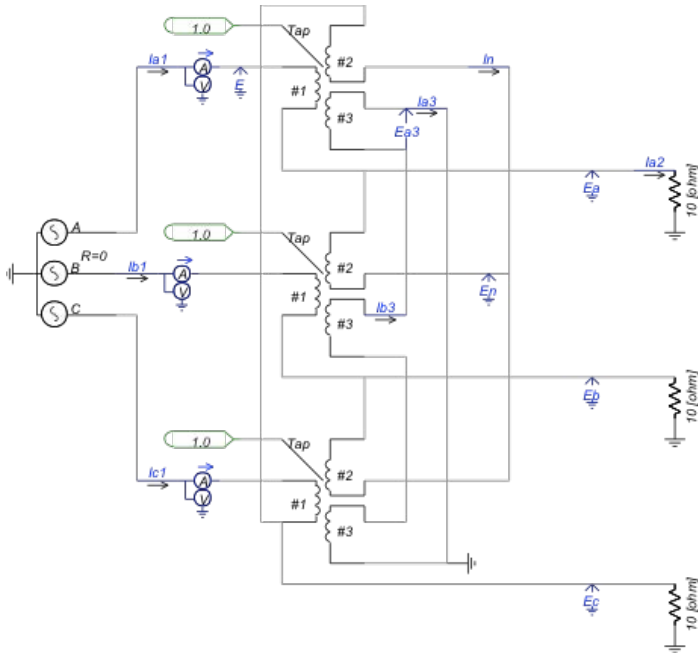 1.0
Tap
#2
Ia1
A
V
E
#1
In
#3
Ia3
Ea3
Ea
Ia2
10 [ohm]
A
R=0
B
C
1.0
Tap
#2
Ib1
A
V
#1
#3
Ib3
En
Eb
10 [ohm]
1.0
Tap
#2
Ic1
A
V
#1
#3
Ec
10 [ohm]